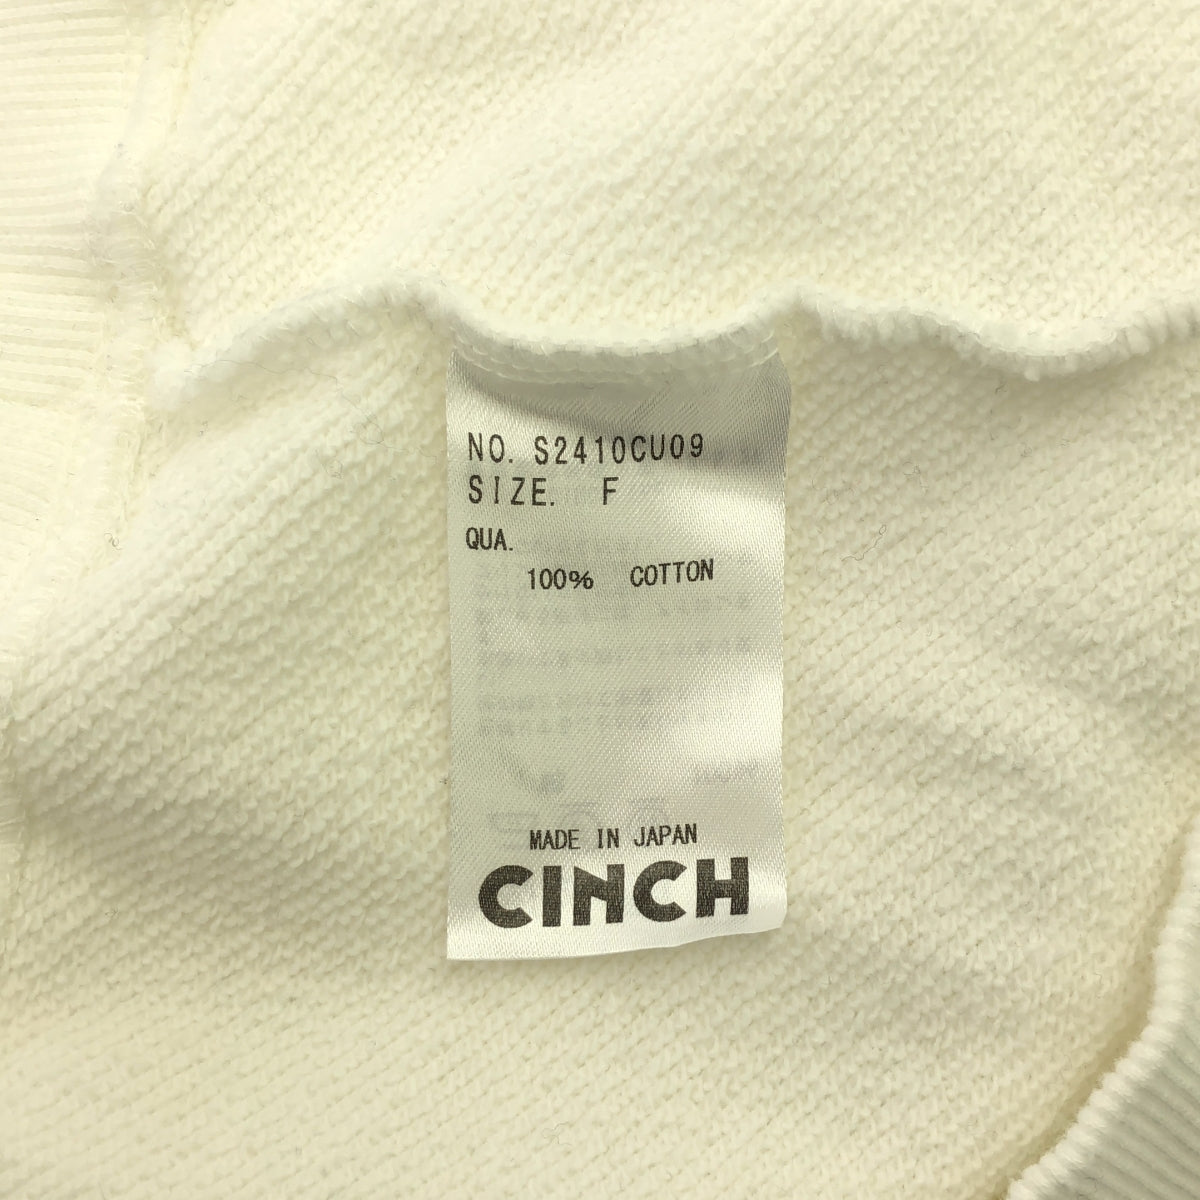 NO. S2410CU09
SIZE. F
QUA.
100% COTTON
MADE IN JAPAN
CINCH